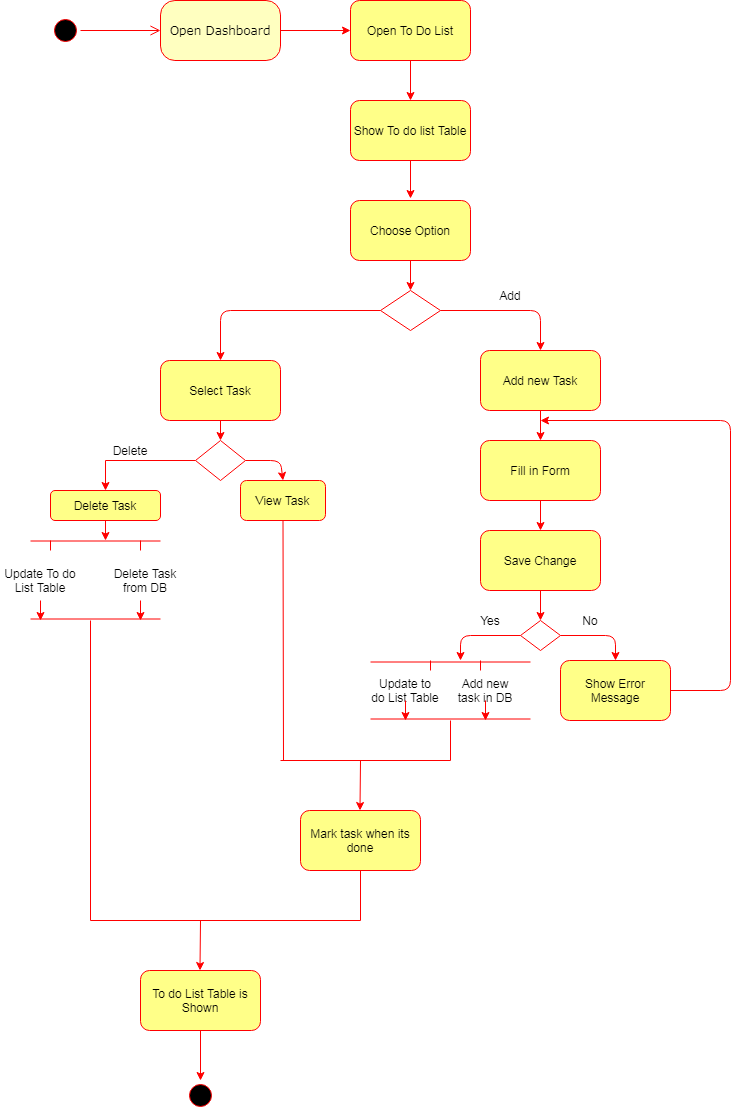 Open Dashboard
Open To Do List
Show To do list Table
Choose Option
Add
Select Task
Add new Task
Delete
Fill in Form
Delete Task
View Task
Save Change
Update To do
List Table
Delete Task
from DB
Yes
No
Update to
do List Table
Add new
task in DB
Show Error
Message
Mark task when its
done
To do List Table is
Shown